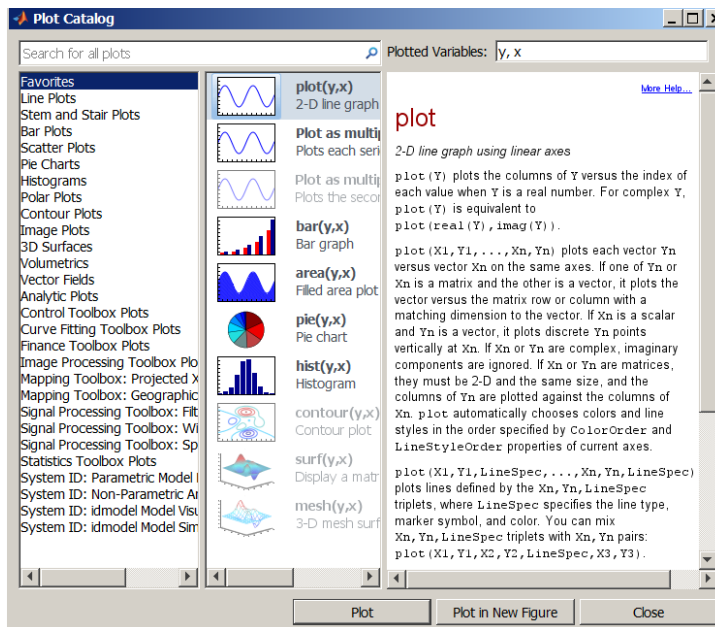 Plot Catalog
Search for all plots
Plotted Variables:
y, x
Favorites
Line Plots
Stem and Stair Plots
Bar Plots
Scatter Plots
Pie Charts
Histograms
Polar Plots
Contour Plots
Image Plots
3D Surfaces
Volumetrics
Vector Fields
Analytic Plots
Control Toolbox Plots
Curve Fitting Toolbox Plots
Finance Toolbox Plots
Image Processing Toolbox Plo
Mapping Toolbox: Projected X
Mapping Toolbox: Geographic
Signal Processing Toolbox: Filt
Signal Processing Toolbox: Wi
Signal Processing Toolbox: Sp
Statistics Toolbox Plots
System ID: Parametric Model
System ID: Non-Parametric Ar
System ID: idmodel Model Visu
System ID: idmodel Model Sim
plot(y,x)
2-D line graph
Plot as multip
Plots each seri
Plot as multip
Plots the secor
bar(y,x)
Bar graph
area(y,x)
Filled area plot
pie(y,x)
Pie chart
hist(y,x)
Histogram
contour(y,x)
Contour plot
surf(y,x)
Display a matr
mesh(y,x)
3-D mesh surf
More Help...
plot
2-D line graph using linear axes
plot(Y) plots the columns of Y versus the index of
each value when Y is a real number. For complex Y,
plot(Y) is equivalent to
plot(real(Y),imag(Y)).
plot(X1,Y1,...,Xn,Yn) plots each vector Yn
versus vector Xn on the same axes. If one of Yn or
Xn is a matrix and the other is a vector, it plots the
vector versus the matrix row or column with a
matching dimension to the vector. If Xn is a scalar
and Yn is a vector, it plots discrete Yn points
vertically at Xn. If Xn or Yn are complex, imaginary
components are ignored. If Xn or Yn are matrices,
they must be 2-D and the same size, and the
columns of Yn are plotted against the columns of
Xn. plot automatically chooses colors and line
styles in the order specified by ColorOrder and
LineStyleOrder properties of current axes.
plot(X1,Y1,LineSpec,...,Xn,Yn,LineSpec)
plots lines defined by the Xn,Yn,LineSpec
triplets, where LineSpec specifies the line type,
marker symbol, and color. You can mix
Xn,Yn,LineSpec triplets with Xn,Yn pairs:
plot(X1,Y1,X2,Y2,LineSpec,X3,Y3).
Plot
Plot in New Figure
Close